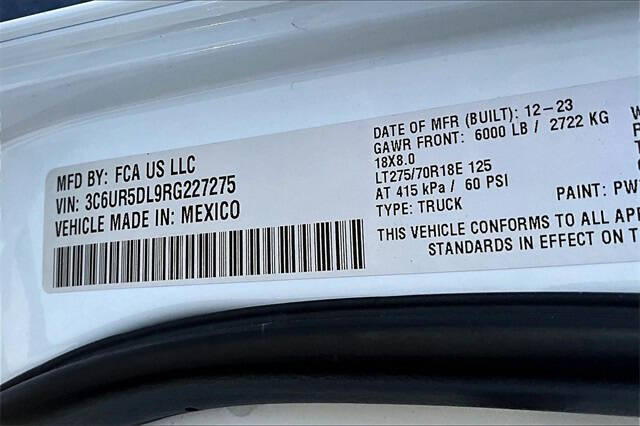 MFD BY: FCA US LLC
VIN: 3C6UR5DL9RG227275
VEHICLE MADE IN: MEXICO
DATE OF MFR (BUILT): 12-23
GAWR FRONT: 6000 LB / 2722 KG
18X8.0
LT275/70R18E 125
AT 415 kPa / 60 PSI
TYPE: TRUCK
PAINT: PW
THIS VEHICLE CONFORMS TO ALL APP
STANDARDS IN EFFECT ON T